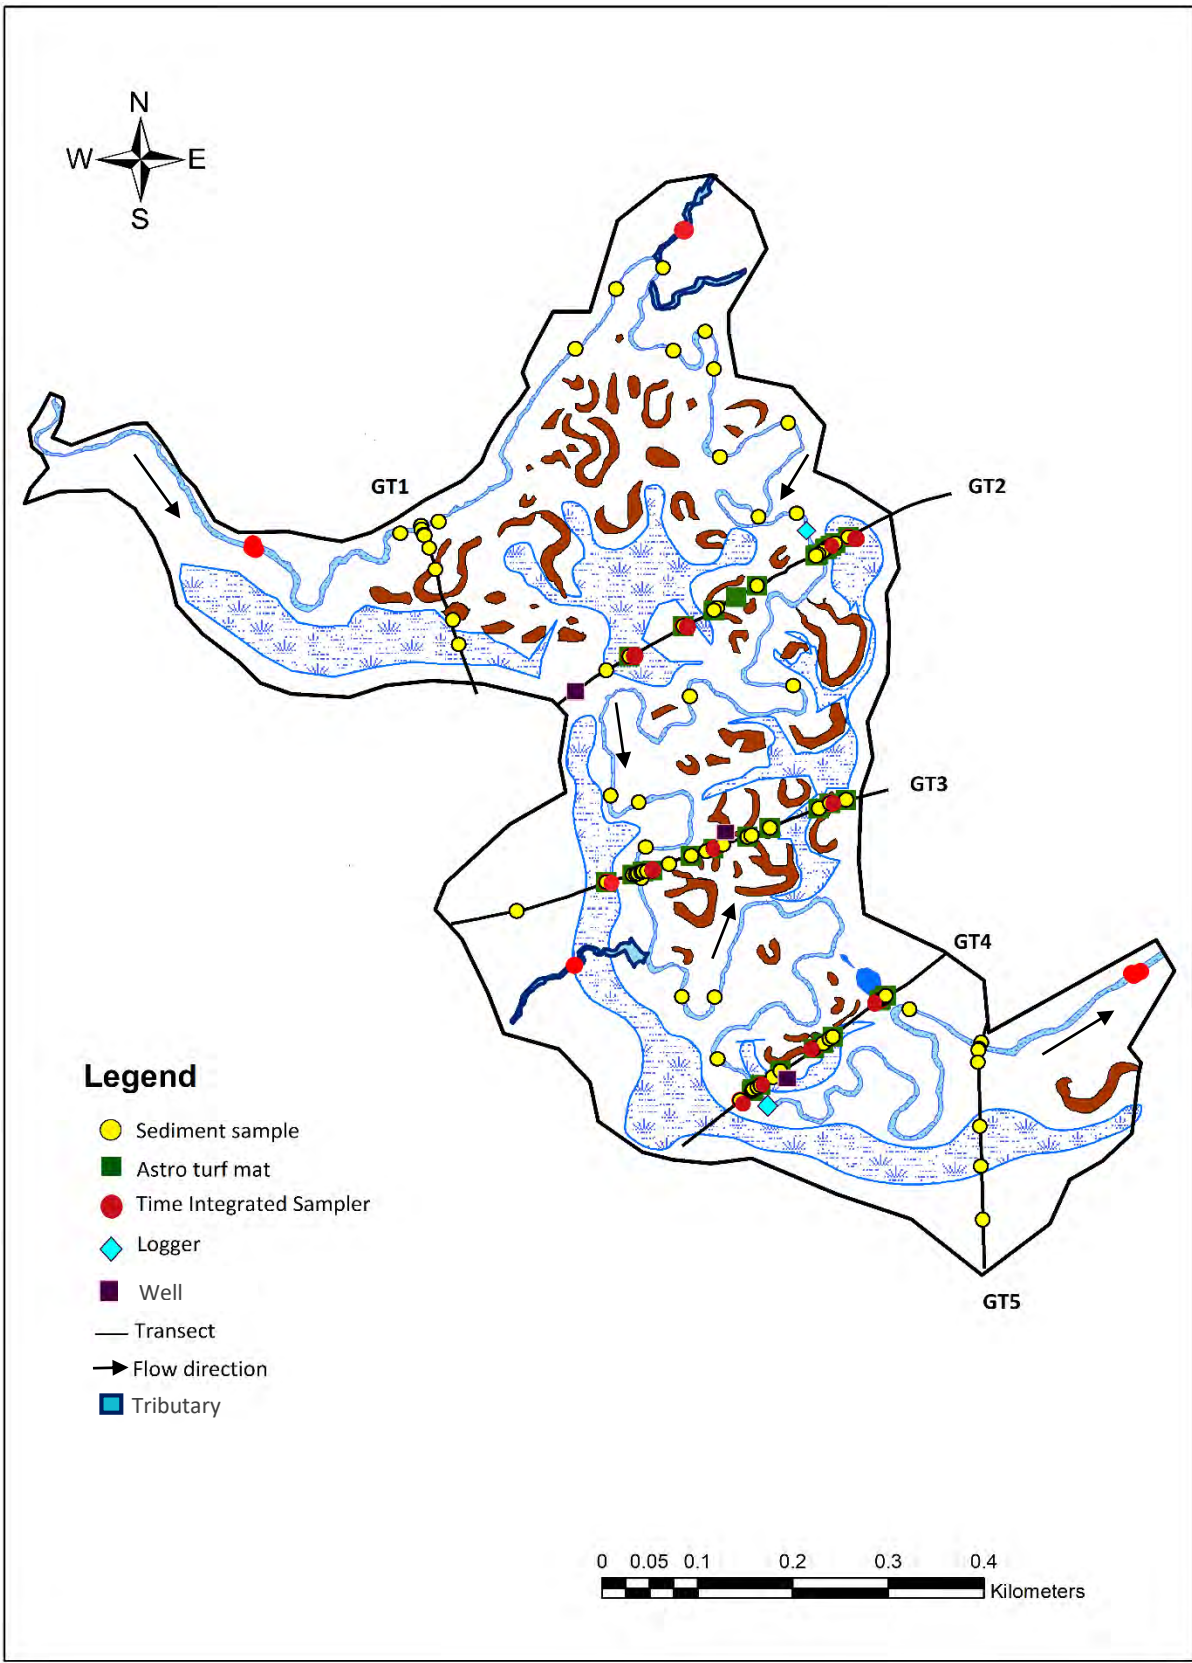 N
W E
S
GT1
GT2
GT3
GT4
GT5
Legend
Sediment sample
Astro turf mat
Time Integrated Sampler
Logger
Well
Transect
Flow direction
Tributary
0 0.05 0.1 0.2 0.3 0.4
Kilometers